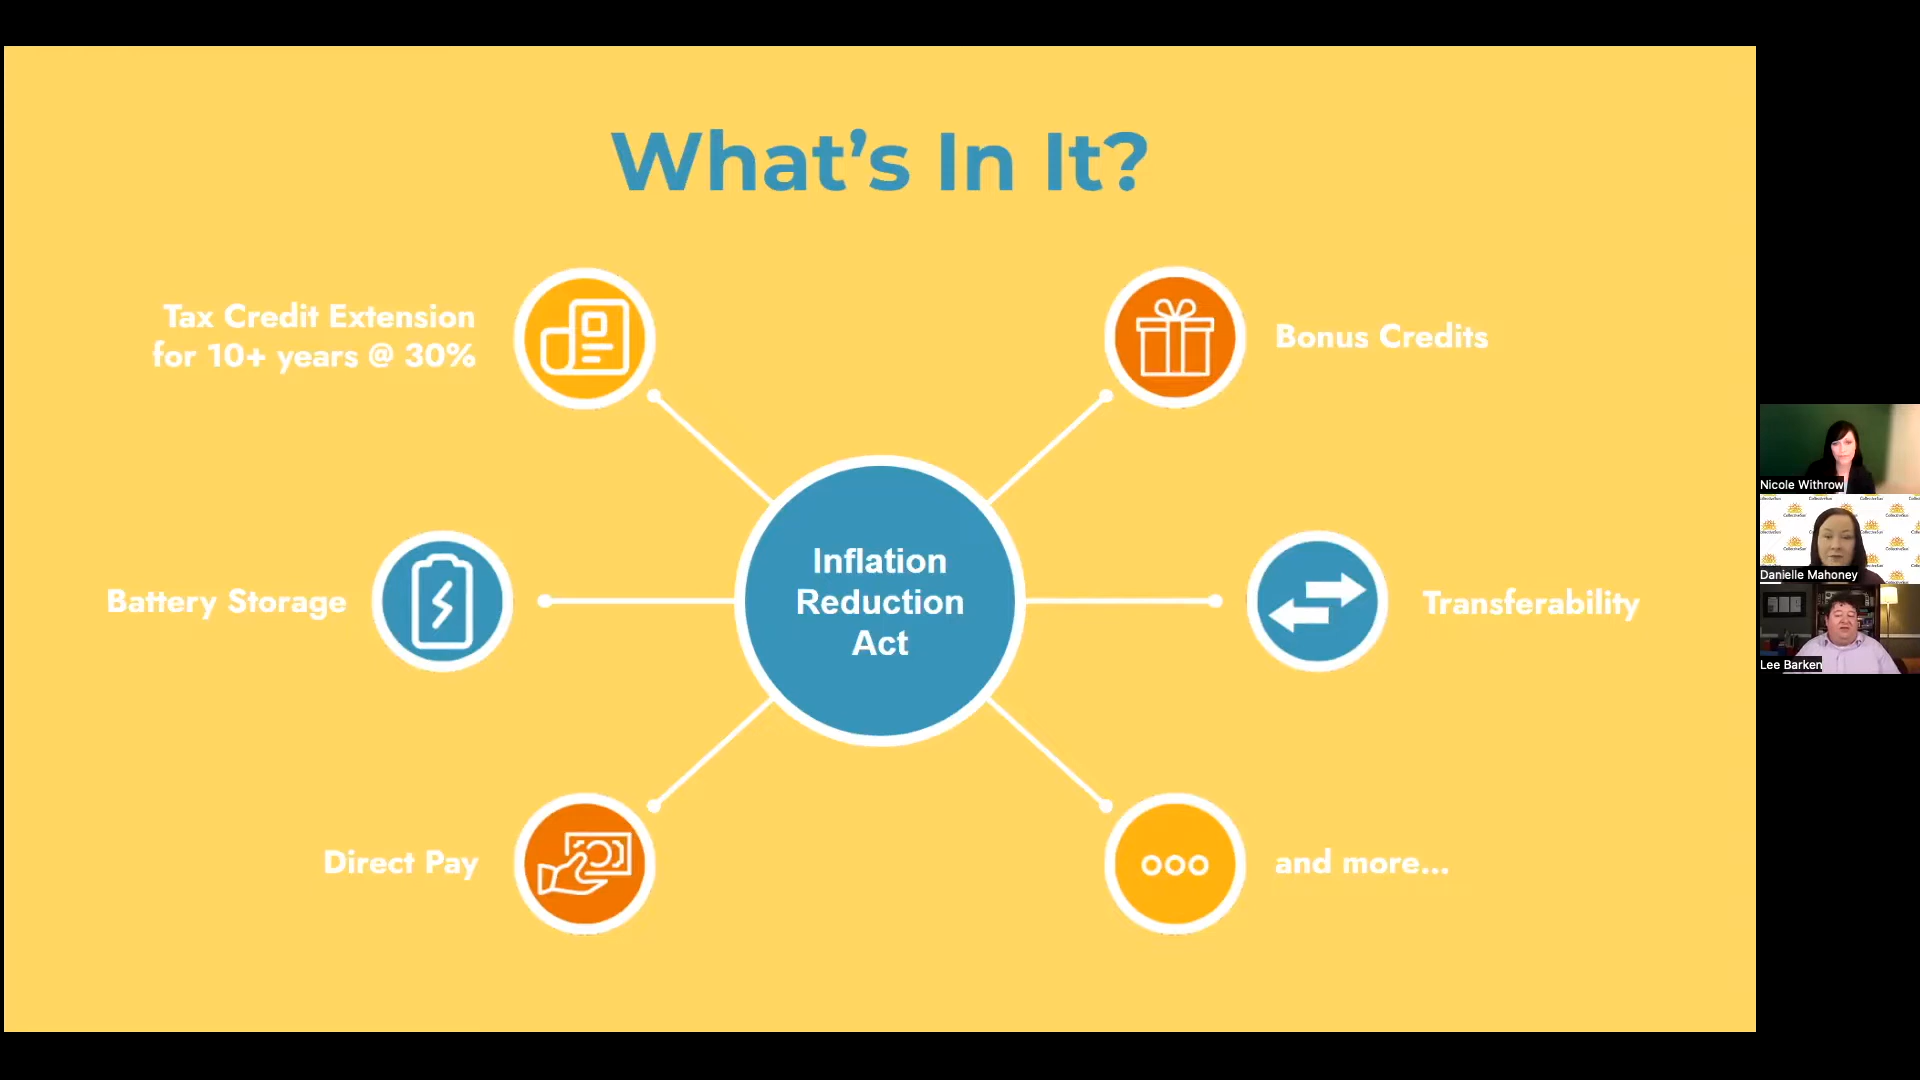 What's In It?
Tax Credit Extension
for 10+ years @ 30%
Bonus Credits
Battery Storage
Inflation
Reduction
Act
Transferability
Direct Pay
and more...
Nicole Withrow
CollectiveSun
Danielle Mahoney
Lee Barken